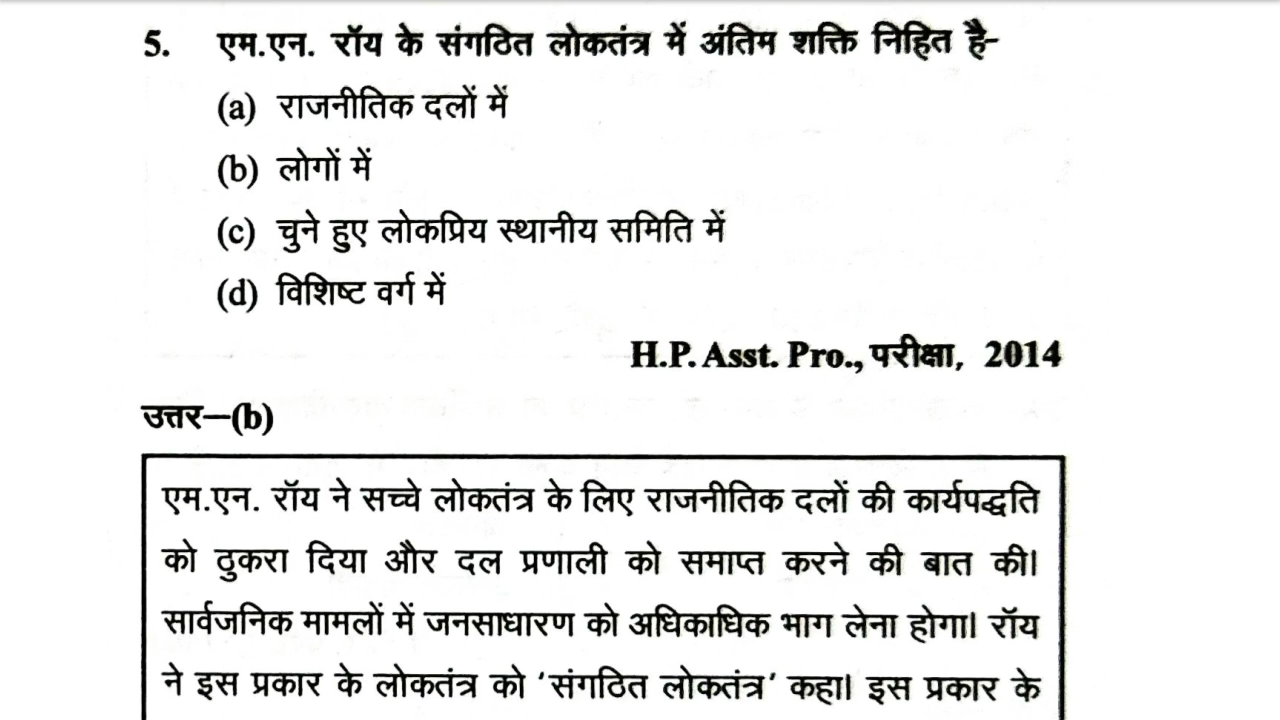 5. एम.एन. रॉय के संगठित लोकतंत्र में अंतिम शक्ति निहित है-
(a) राजनीतिक दलों में
(b) लोगों में
(c) चुने हुए लोकप्रिय स्थानीय समिति में
(d) विशिष्ट वर्ग में
H.P. Asst. Pro., परीक्षा, 2014
उत्तर—(b)
एम.एन. रॉय ने सच्चे लोकतंत्र के लिए राजनीतिक दलों की कार्यपद्धति
को ठुकरा दिया और दल प्रणाली को समाप्त करने की बात की।
सार्वजनिक मामलों में जनसाधारण को अधिकाधिक भाग लेना होगा। रॉय
ने इस प्रकार के लोकतंत्र को 'संगठित लोकतंत्र' कहा। इस प्रकार के